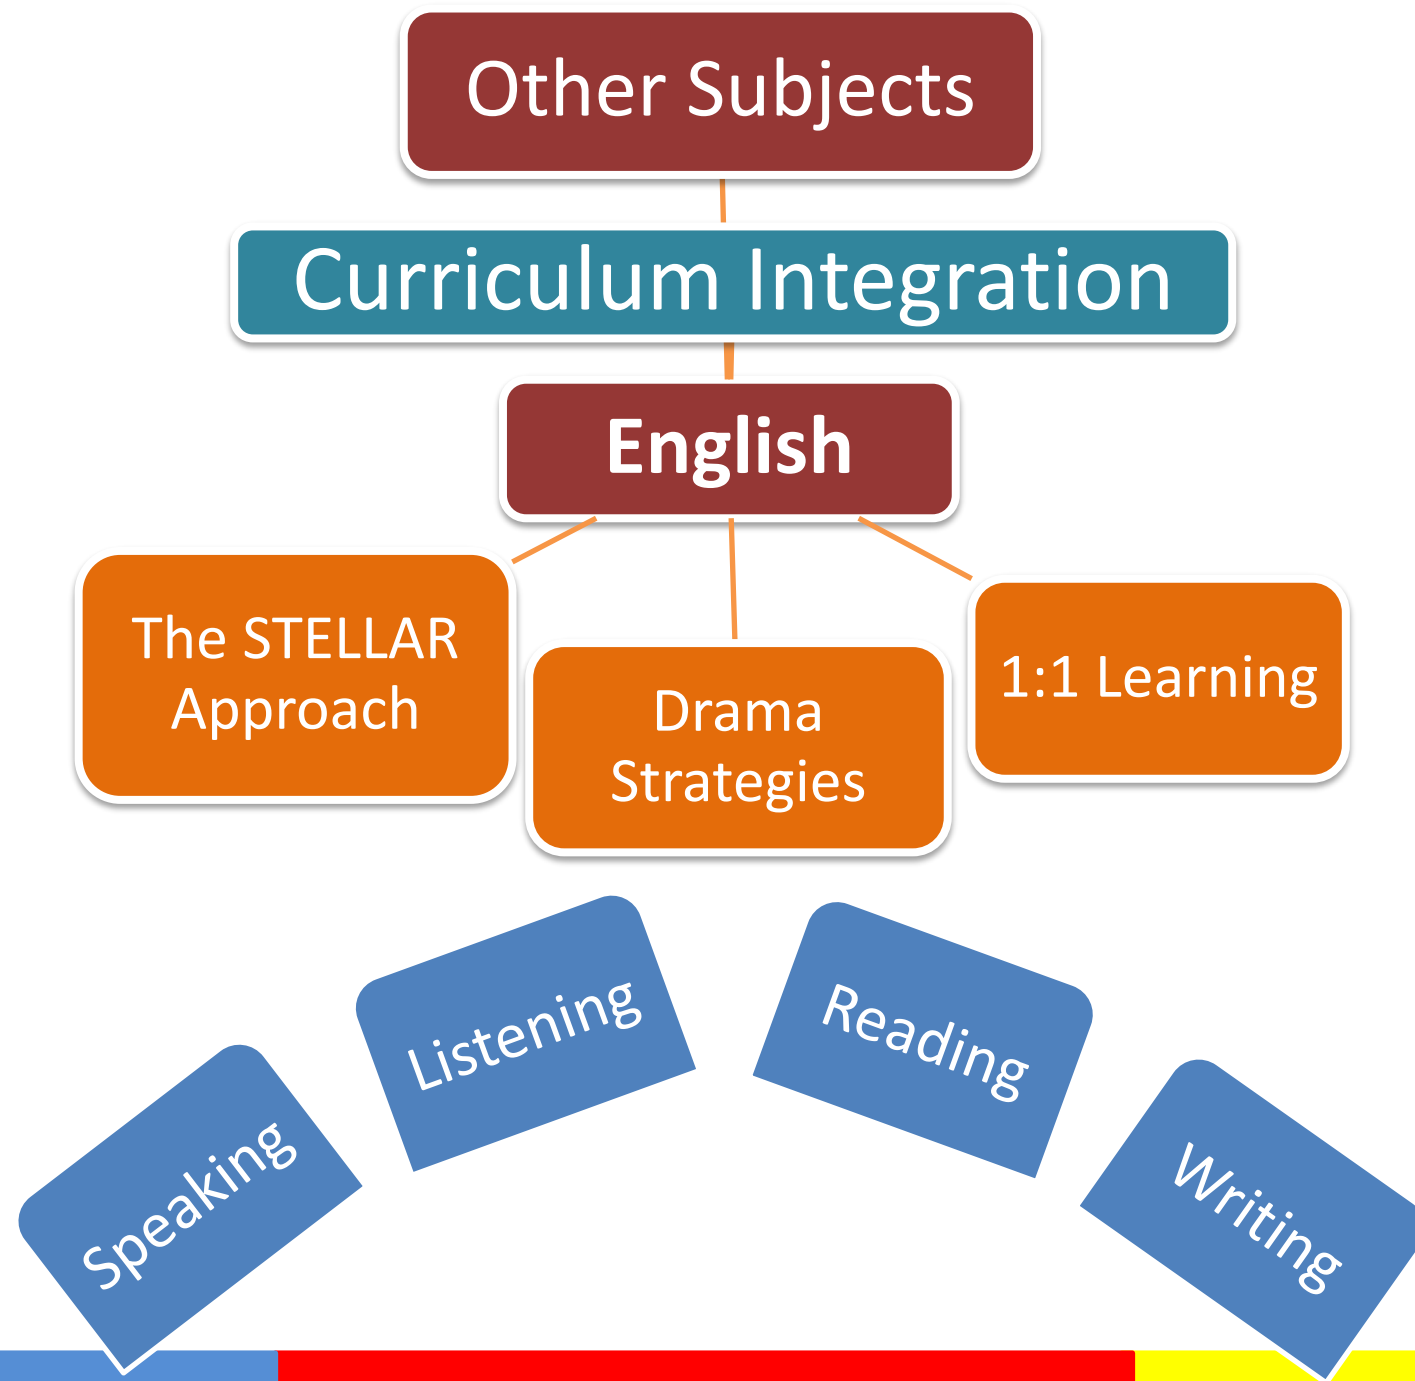 Other Subjects
Curriculum Integration
English
The STELLAR
Approach
Drama
Strategies
1:1 Learning
Speaking
Listening
Reading
Writing